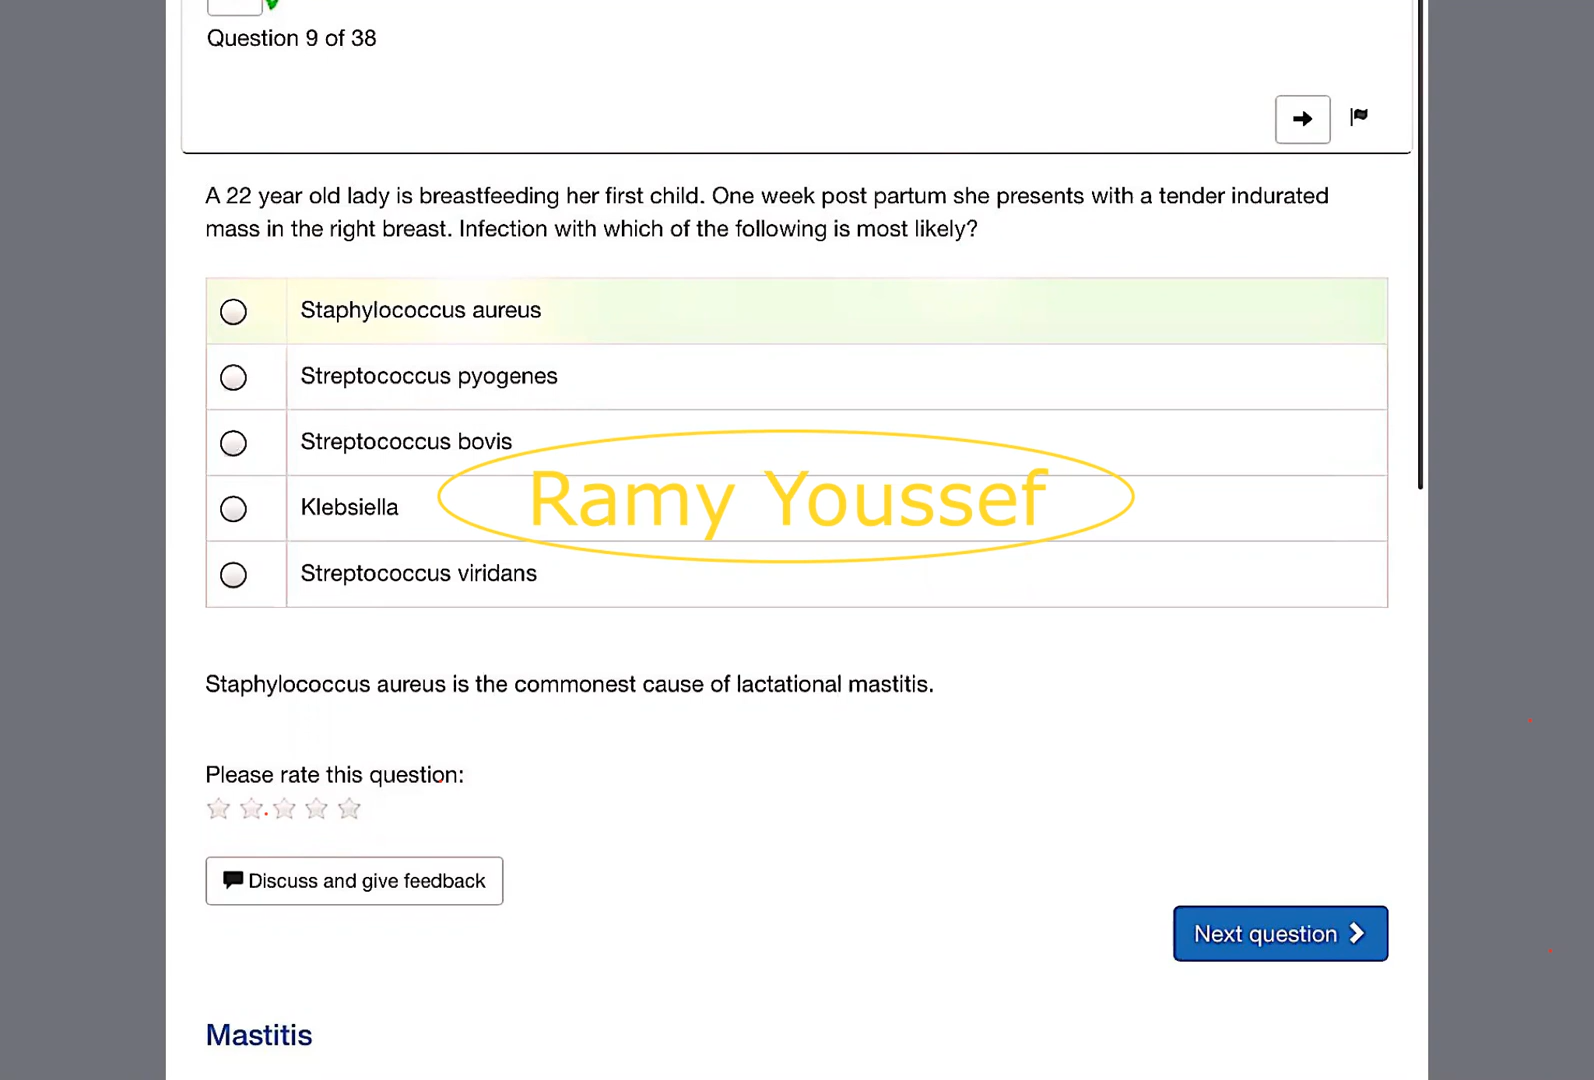 Question 9 of 38
A 22 year old lady is breastfeeding her first child. One week post partum she presents with a tender indurated
mass in the right breast. Infection with which of the following is most likely?
Staphylococcus aureus
Streptococcus pyogenes
Streptococcus bovis
Klebsiella
Ramy Youssef
Streptococcus viridans
Staphylococcus aureus is the commonest cause of lactational mastitis.
Please rate this question:
Discuss and give feedback
Next question
Mastitis